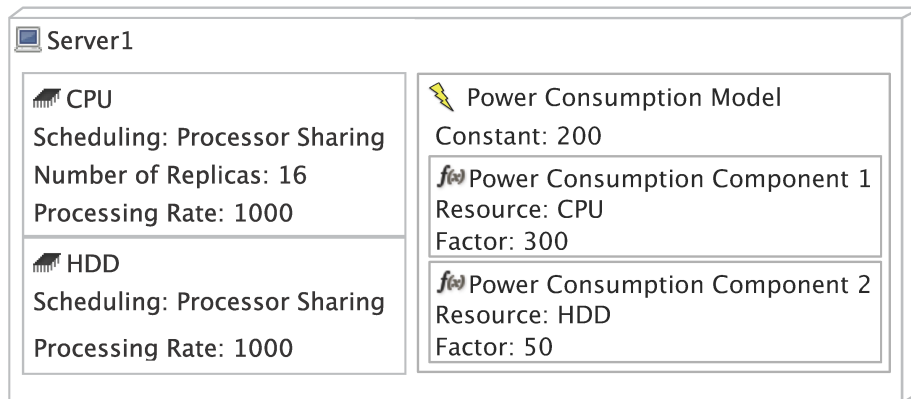 Server1
CPU
Scheduling: Processor Sharing
Number of Replicas: 16
Processing Rate: 1000
HDD
Scheduling: Processor Sharing
Processing Rate: 1000
Power Consumption Model
Constant: 200
f(x) Power Consumption Component 1
Resource: CPU
Factor: 300
f(x) Power Consumption Component 2
Resource: HDD
Factor: 50